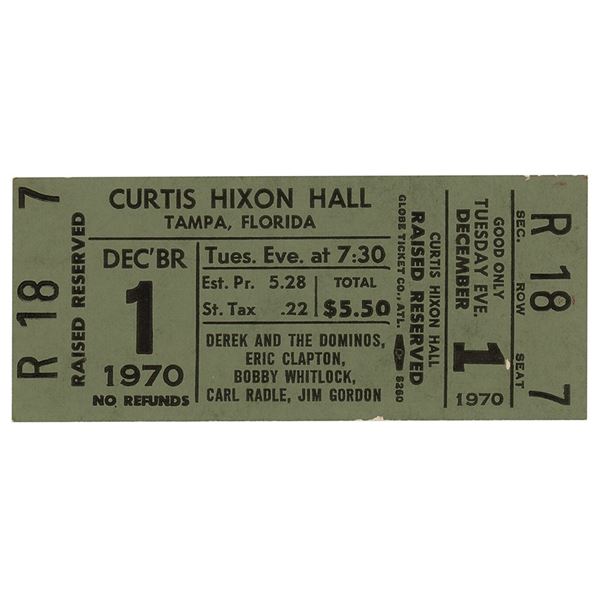 R 18 7
RAISED RESERVED
CURTIS HIXON HALL
TAMPA, FLORIDA
DEC'BR
1
1970
NO REFUNDS
Tues. Eve. at 7:30
Est. Pr. 5.28
St. Tax .22
TOTAL
$5.50
DEREK AND THE DOMINOS,
ERIC CLAPTON,
BOBBY WHITLOCK,
CARL RADLE, JIM GORDON
CURTIS HIXON HALL
RAISED RESERVED
GLOBE TICKET CO., ATL. 8260
GOOD ONLY
TUESDAY EVE.
DECEMBER
1
1970
SEC. ROW SEAT
R 18 7